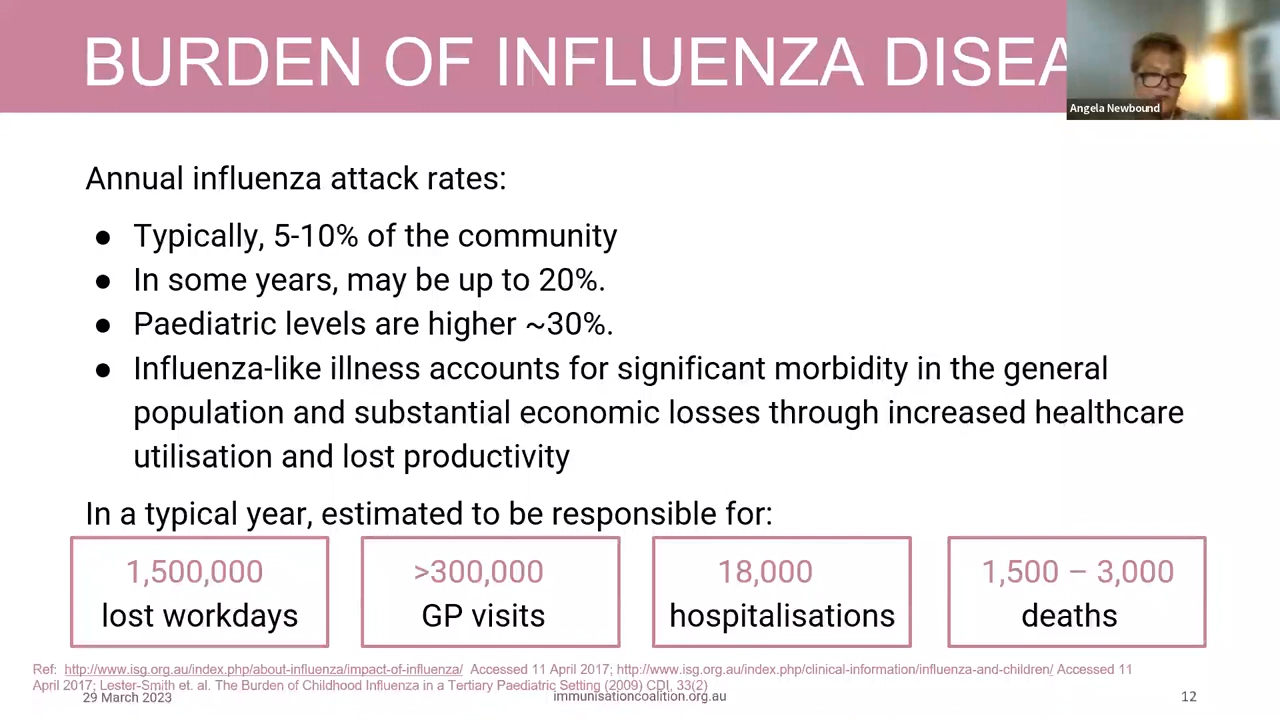 BURDEN OF INFLUENZA DISEA
Angela Newbound
Annual influenza attack rates:
● Typically, 5-10% of the community
● In some years, may be up to 20%.
● Paediatric levels are higher ~30%.
● Influenza-like illness accounts for significant morbidity in the general
population and substantial economic losses through increased healthcare
utilisation and lost productivity
In a typical year, estimated to be responsible for:
1,500,000
lost workdays
>300,000
GP visits
18,000
hospitalisations
1,500 – 3,000
deaths
Ref: http://www.isg.org.au/index.php/about-influenza/impact-of-influenza/ Accessed 11 April 2017; http://www.isg.org.au/index.php/clinical-information/influenza-and-children/ Accessed 11
April 2017; Lester-Smith et. al. The Burden of Childhood Influenza in a Tertiary Paediatric Setting (2009) CDI, 33(2)
29 March 2023
immunisationcoalition.org.au
12